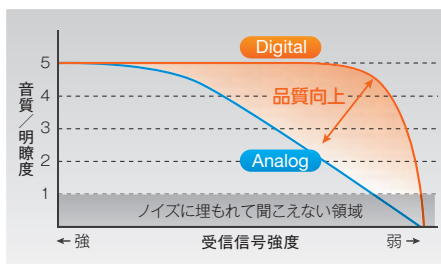 Digital
5
品質向上
4
音質／明瞭度
3
2
Analog
1
ノイズに埋もれて聞こえない領域
←強
受信信号強度
弱→